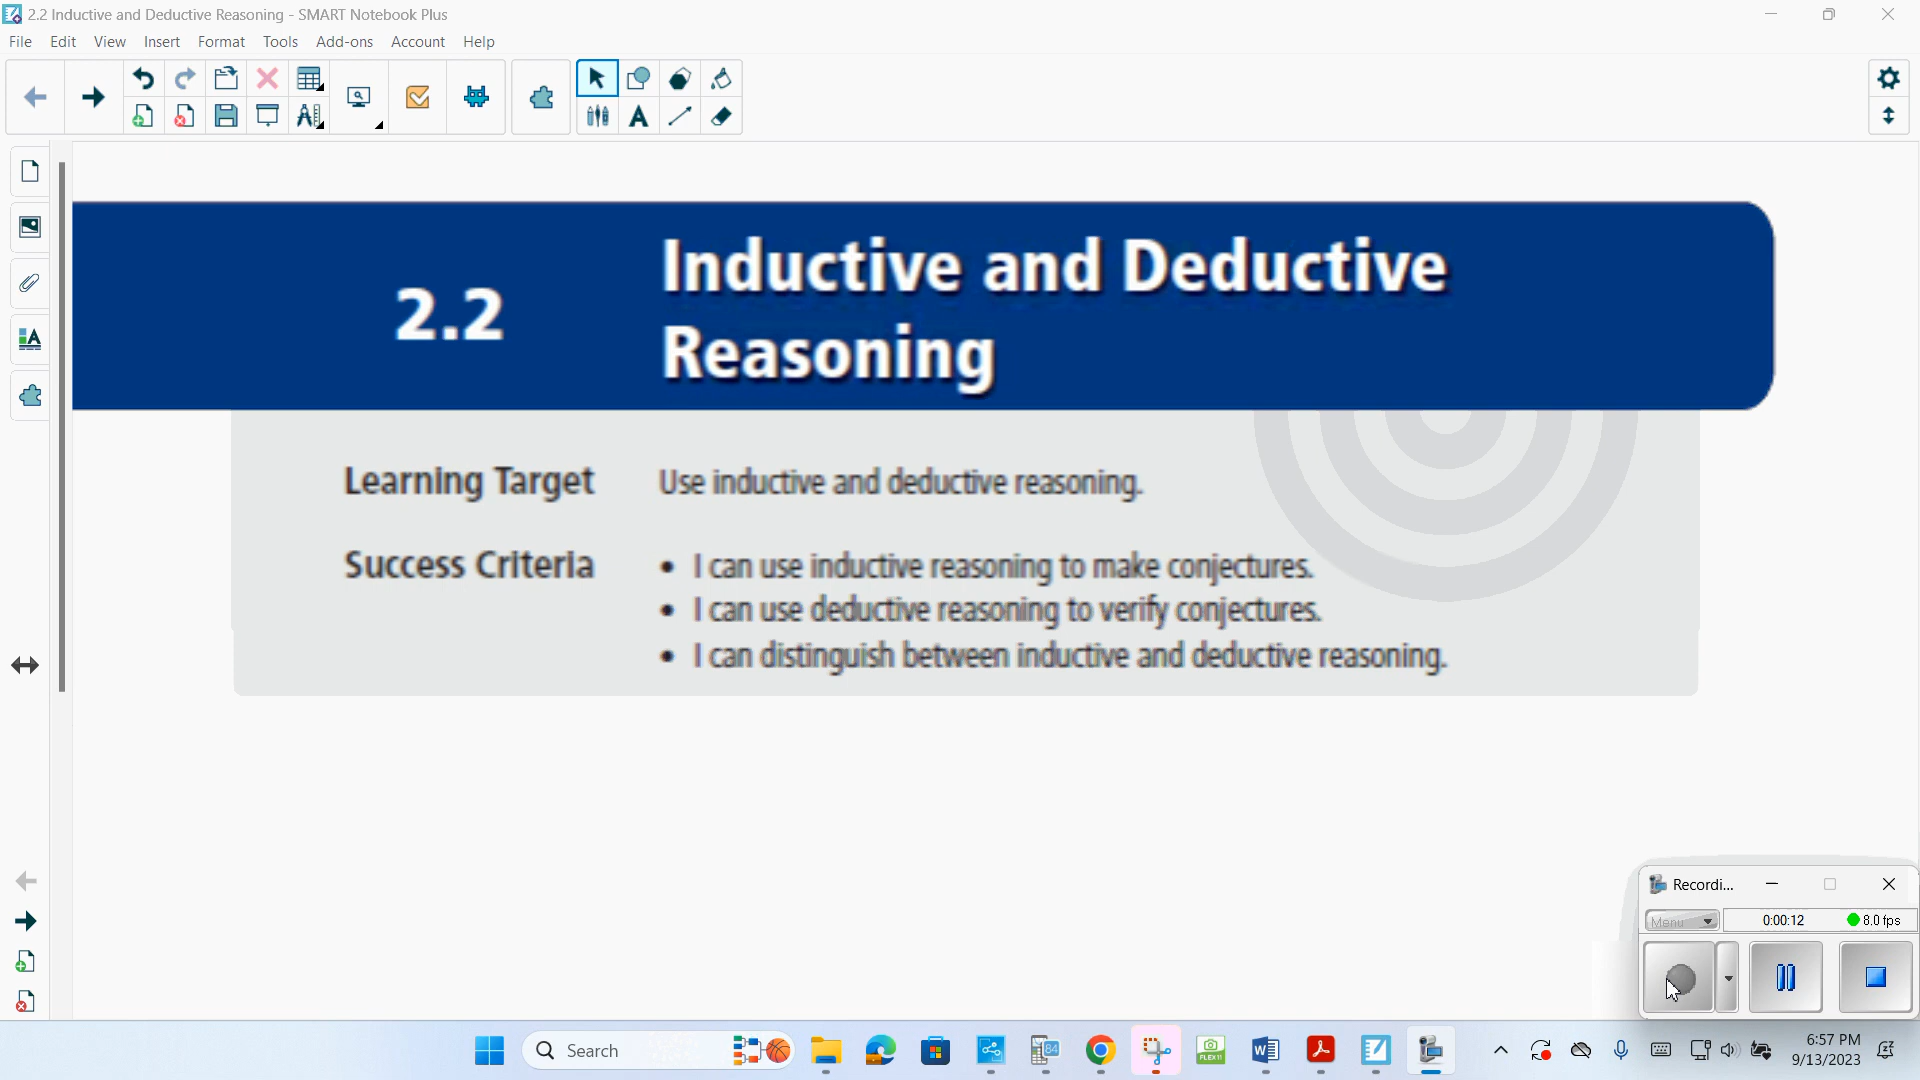 2.2 Inductive and Deductive Reasoning - SMART Notebook Plus
File Edit View Insert Format Tools Add-ons Account Help
2.2
Inductive and Deductive
Reasoning
Learning Target
Use inductive and deductive reasoning.
Success Criteria
• I can use inductive reasoning to make conjectures.
• I can use deductive reasoning to verify conjectures.
• I can distinguish between inductive and deductive reasoning.
Recordi...
Menu
0:00:12
8.0 fps
Search
84
FLEX11
6:57 PM
9/13/2023